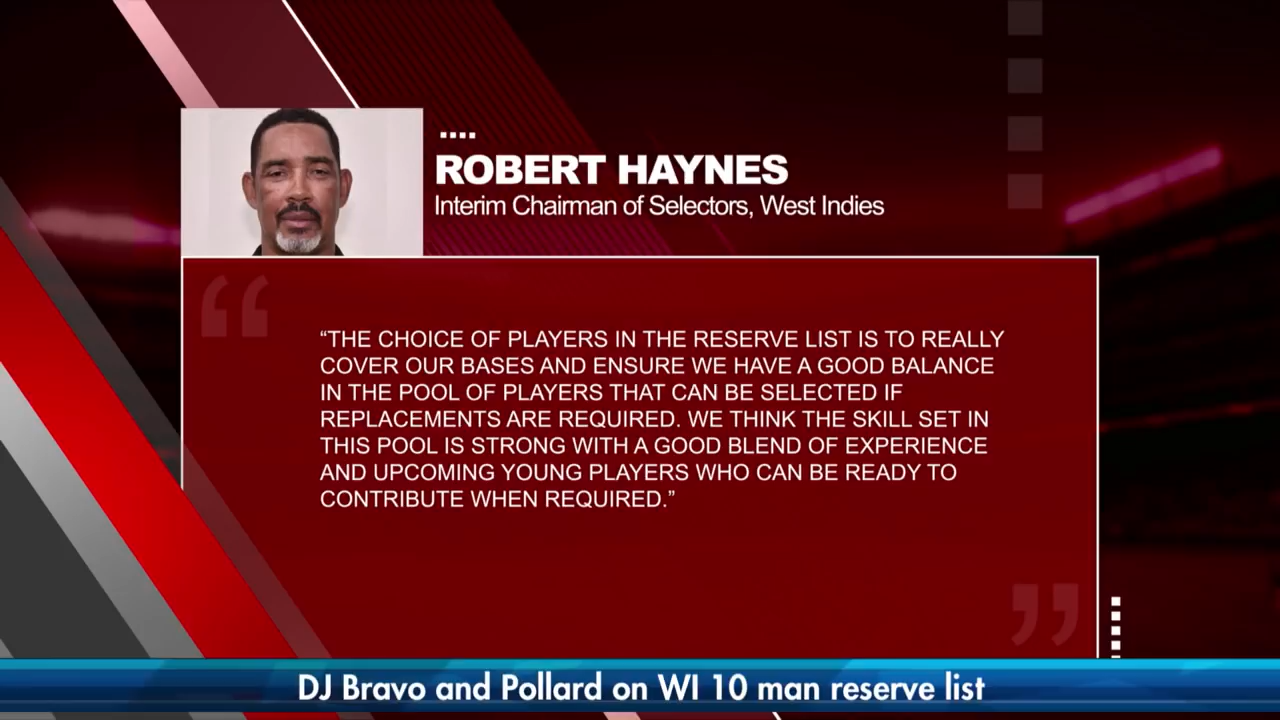 ROBERT HAYNES
Interim Chairman of Selectors, West Indies
“THE CHOICE OF PLAYERS IN THE RESERVE LIST IS TO REALLY
COVER OUR BASES AND ENSURE WE HAVE A GOOD BALANCE
IN THE POOL OF PLAYERS THAT CAN BE SELECTED IF
REPLACEMENTS ARE REQUIRED. WE THINK THE SKILL SET IN
THIS POOL IS STRONG WITH A GOOD BLEND OF EXPERIENCE
AND UPCOMING YOUNG PLAYERS WHO CAN BE READY TO
CONTRIBUTE WHEN REQUIRED.”
DJ Bravo and Pollard on WI 10 man reserve list